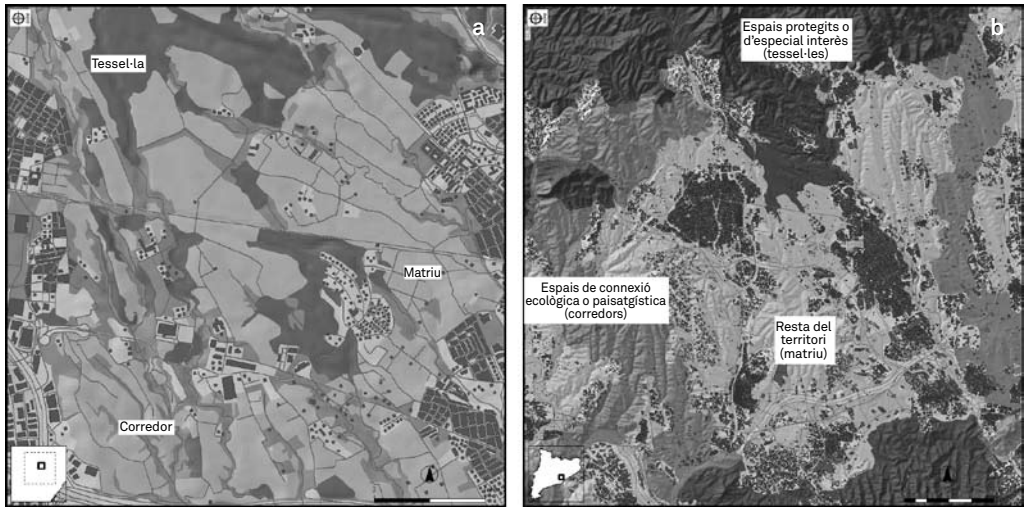 a
Tessel·la
Matriu
Corredor
b
Espais protegits o
d'especial interès
(tessel·les)
Espais de connexió
ecològica o paisatgística
(corredors)
Resta del
territori
(matriu)